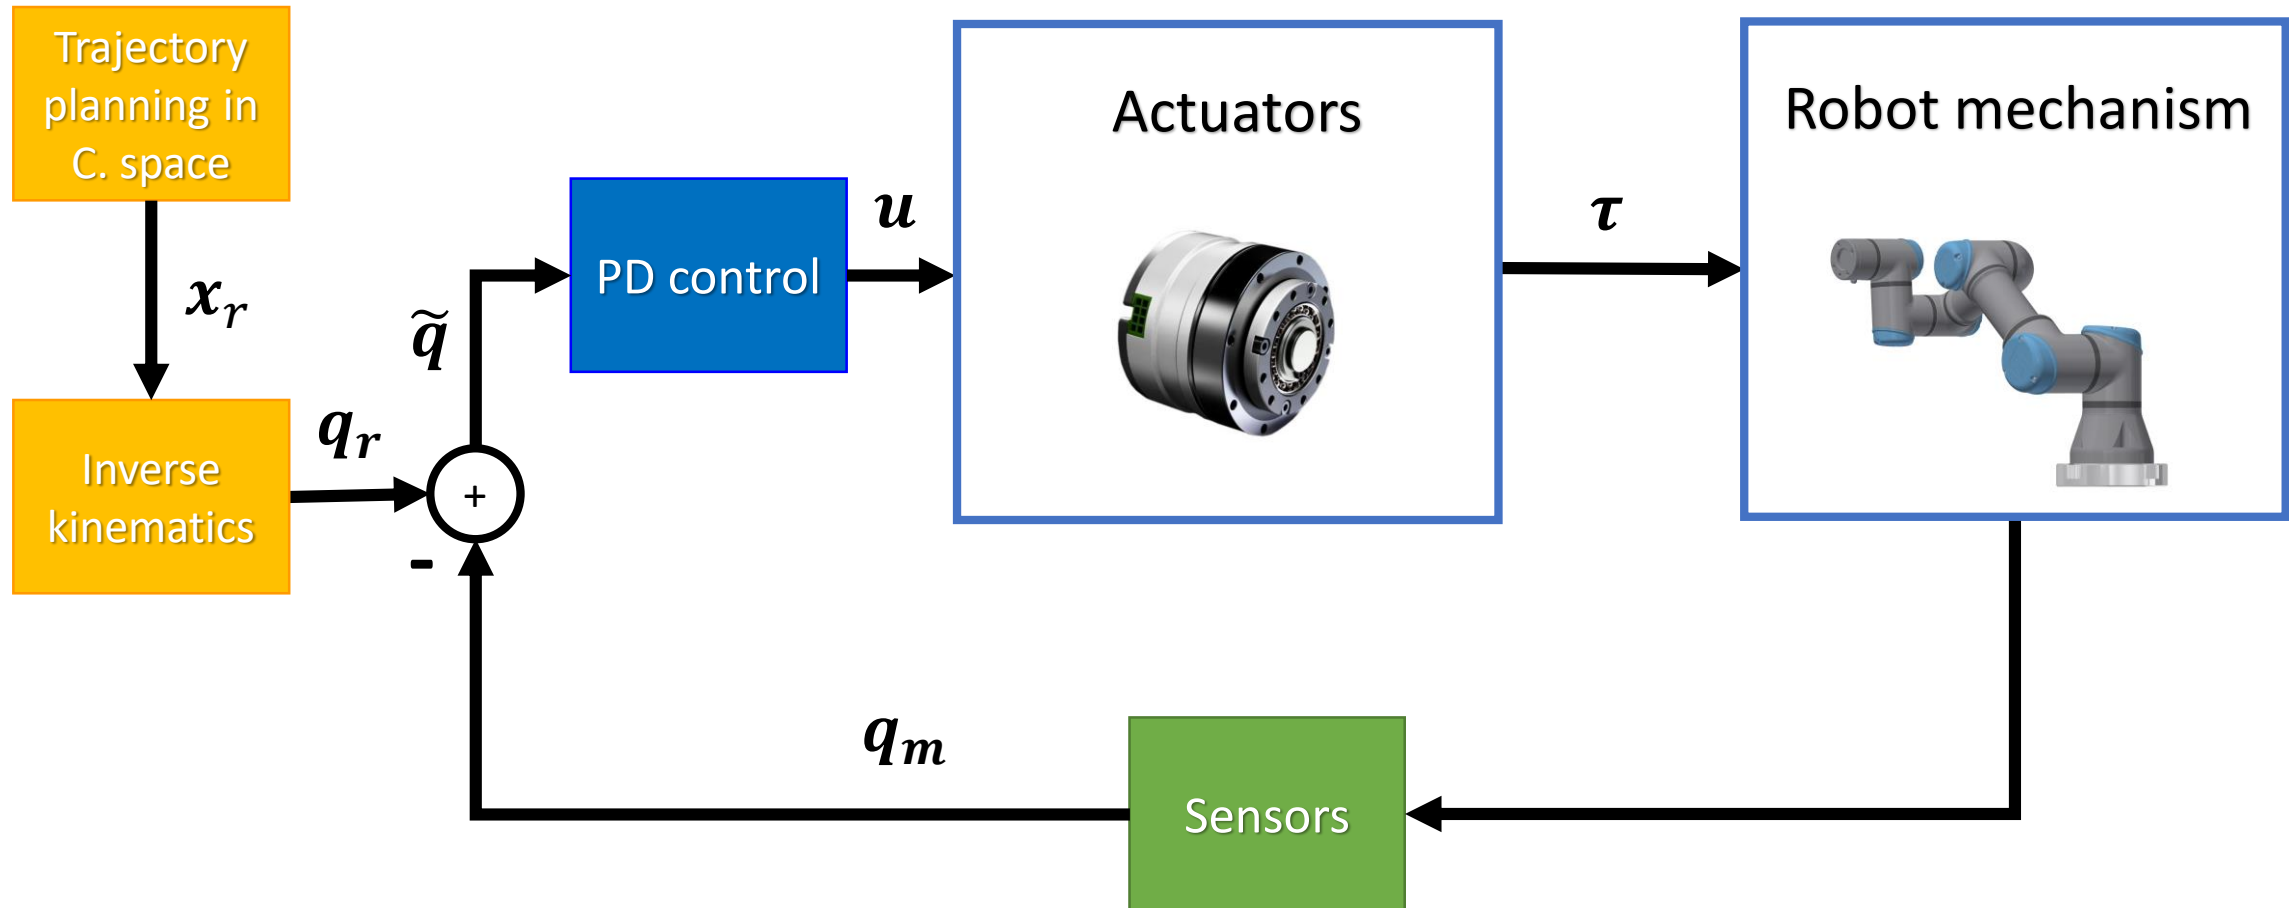 Trajectory
planning in
C. space
x_r
Inverse
kinematics
q_r
+
-
q̃
PD control
u
Actuators
τ
Robot mechanism
q_m
Sensors